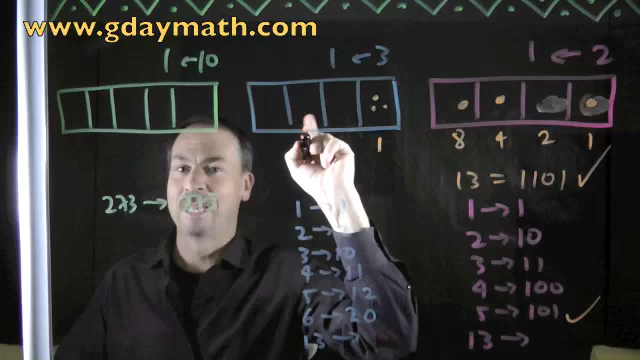 www.gdaymath.com
1 ← 10
1 ← 3
1 ← 2
1
8 4 2 1
13 = 1101 ✓
273 →
1 → 1
2 →
3 → 10
4 → 11
5 → 12
6 → 20
13 →
1 → 1
2 → 10
3 → 11
4 → 100
5 → 101 ✓
13 →